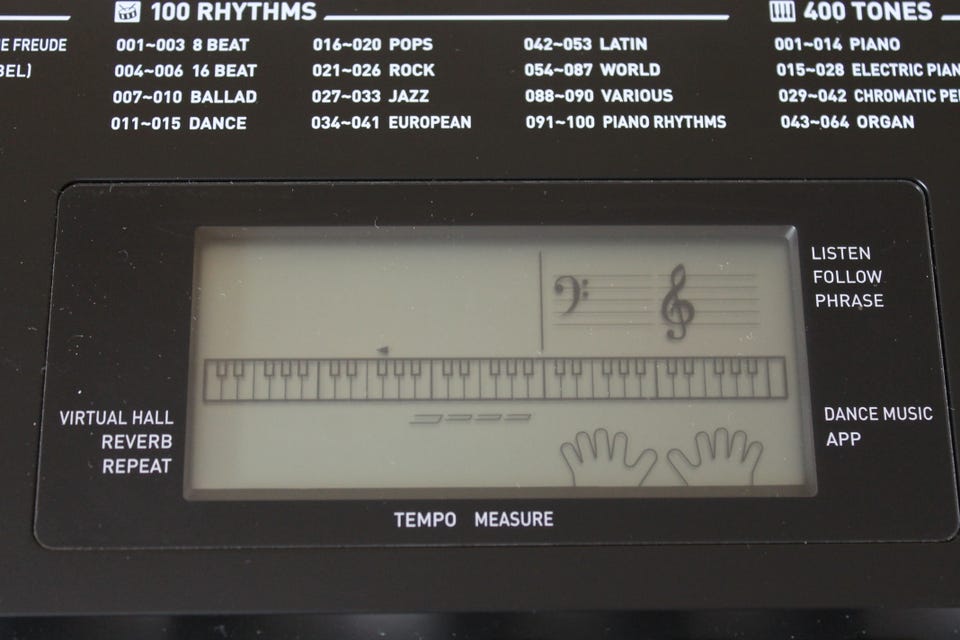 100 RHYTHMS
400 TONES
FREUDE
001~003 8 BEAT
016~020 POPS
042~053 LATIN
001~014 PIANO
004~006 16 BEAT
021~026 ROCK
054~087 WORLD
015~028 ELECTRIC
007~010 BALLAD
027~033 JAZZ
088~090 VARIOUS
029~042 CHROMATIC
011~015 DANCE
034~041 EUROPEAN
091~100 PIANO RHYTHMS
043~064 ORGAN
LISTEN
FOLLOW
PHRASE
VIRTUAL HALL
REVERB
REPEAT
DANCE MUSIC
APP
TEMPO MEASURE